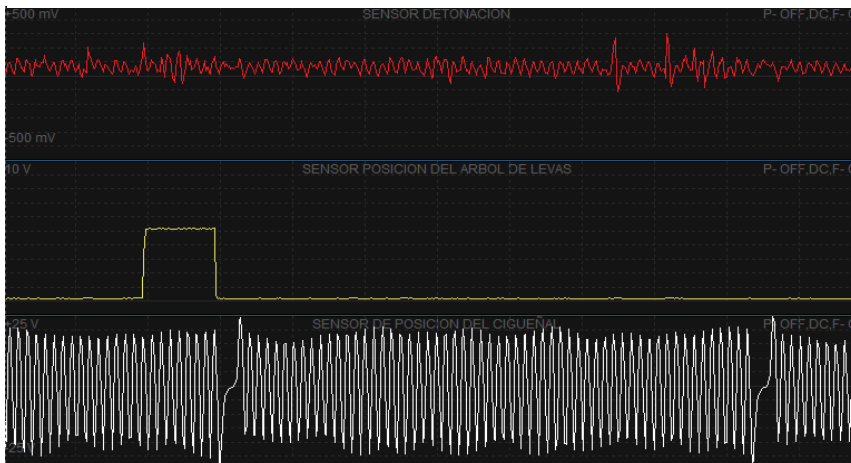 +500 mV SENSOR DETONACION P- OFF,DC,F-
-500 mV
10 V SENSOR POSICION DEL ARBOL DE LEVAS P- OFF,DC,F-
+25 V SENSOR DE POSICION DEL CIGUEÑAL P- OFF,DC,F-